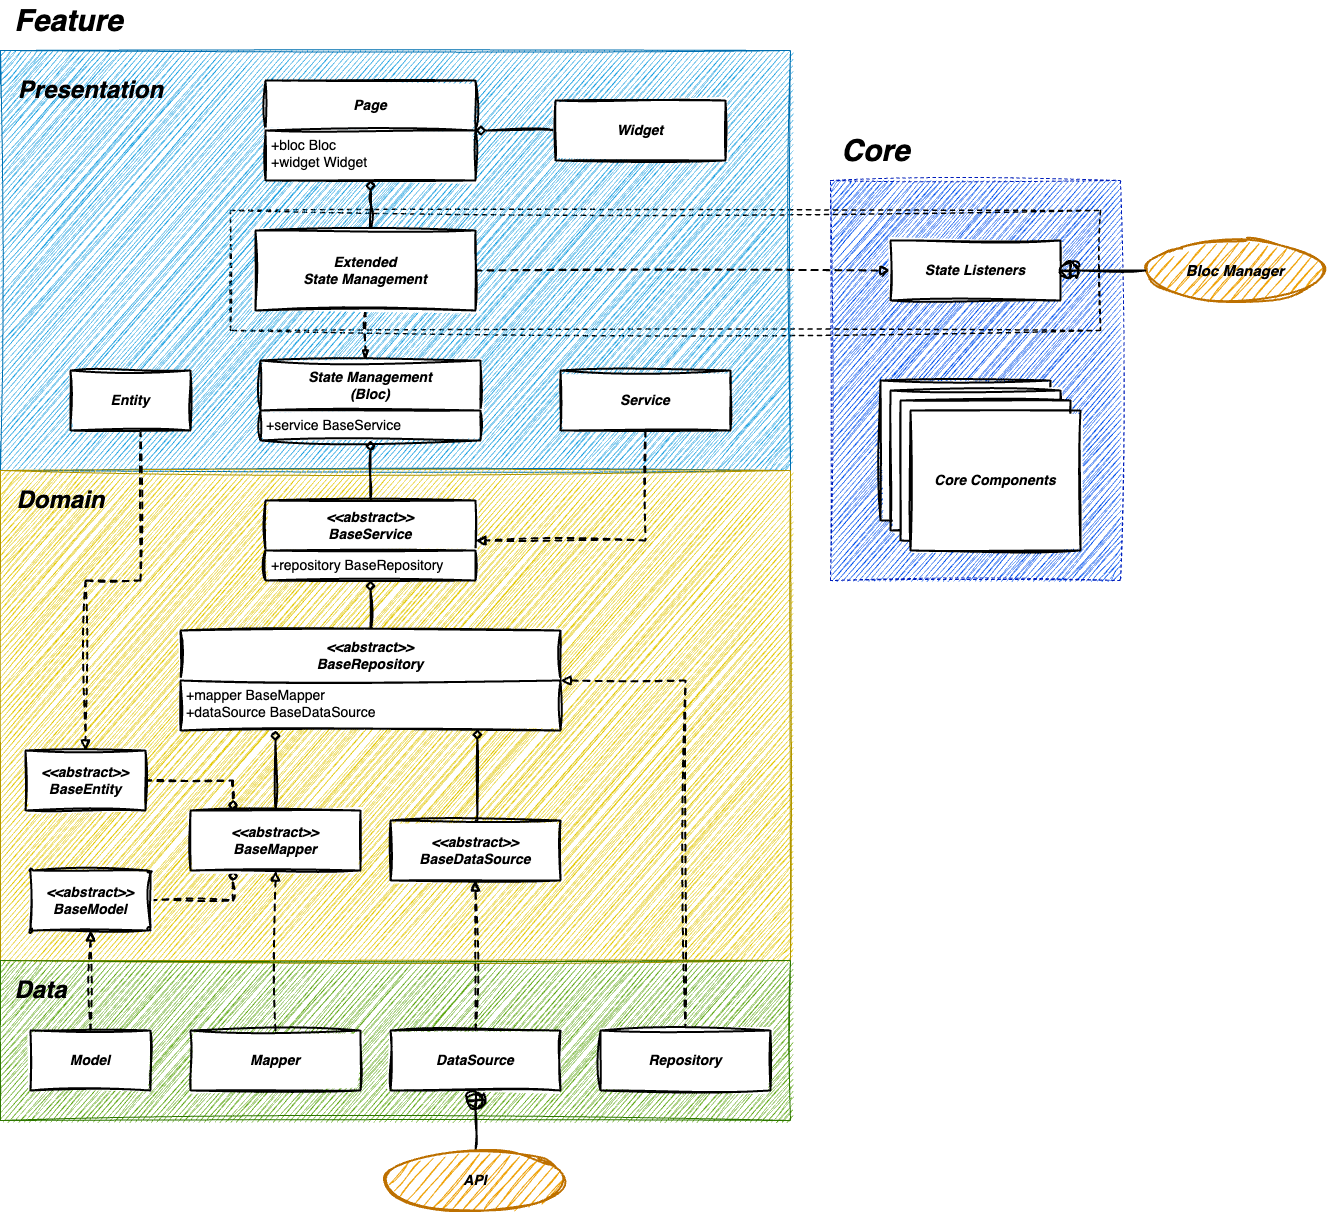 Feature
Presentation
Page
+bloc Bloc
+widget Widget
Widget
Core
Extended
State Management
State Listeners
Bloc Manager
Entity
State Management
(Bloc)
+service BaseService
Service
Core Components
Domain
<<abstract>>
BaseService
+repository BaseRepository
<<abstract>>
BaseRepository
+mapper BaseMapper
+dataSource BaseDataSource
<<abstract>>
BaseEntity
<<abstract>>
BaseMapper
<<abstract>>
BaseDataSource
<<abstract>>
BaseModel
Data
Model
Mapper
DataSource
Repository
API